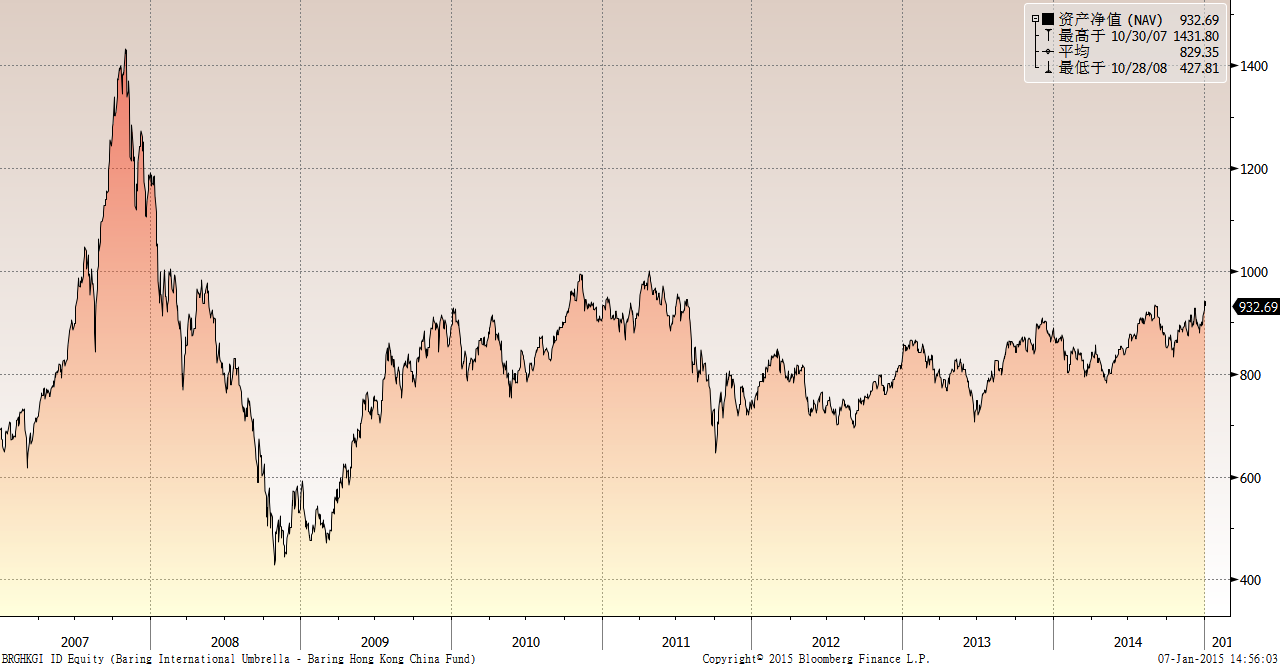 资产净值 (NAV) 932.69
最高于 10/30/07 1431.80
平均 829.35
最低于 10/28/08 427.81
1400
1200
1000
932.69
800
600
400
2007 2008 2009 2010 2011 2012 2013 2014 201
BRGHKGI ID Equity (Baring International Umbrella - Baring Hong Kong China Fund) Copyright© 2015 Bloomberg Finance L.P. 07-Jan-2015 14:56:03